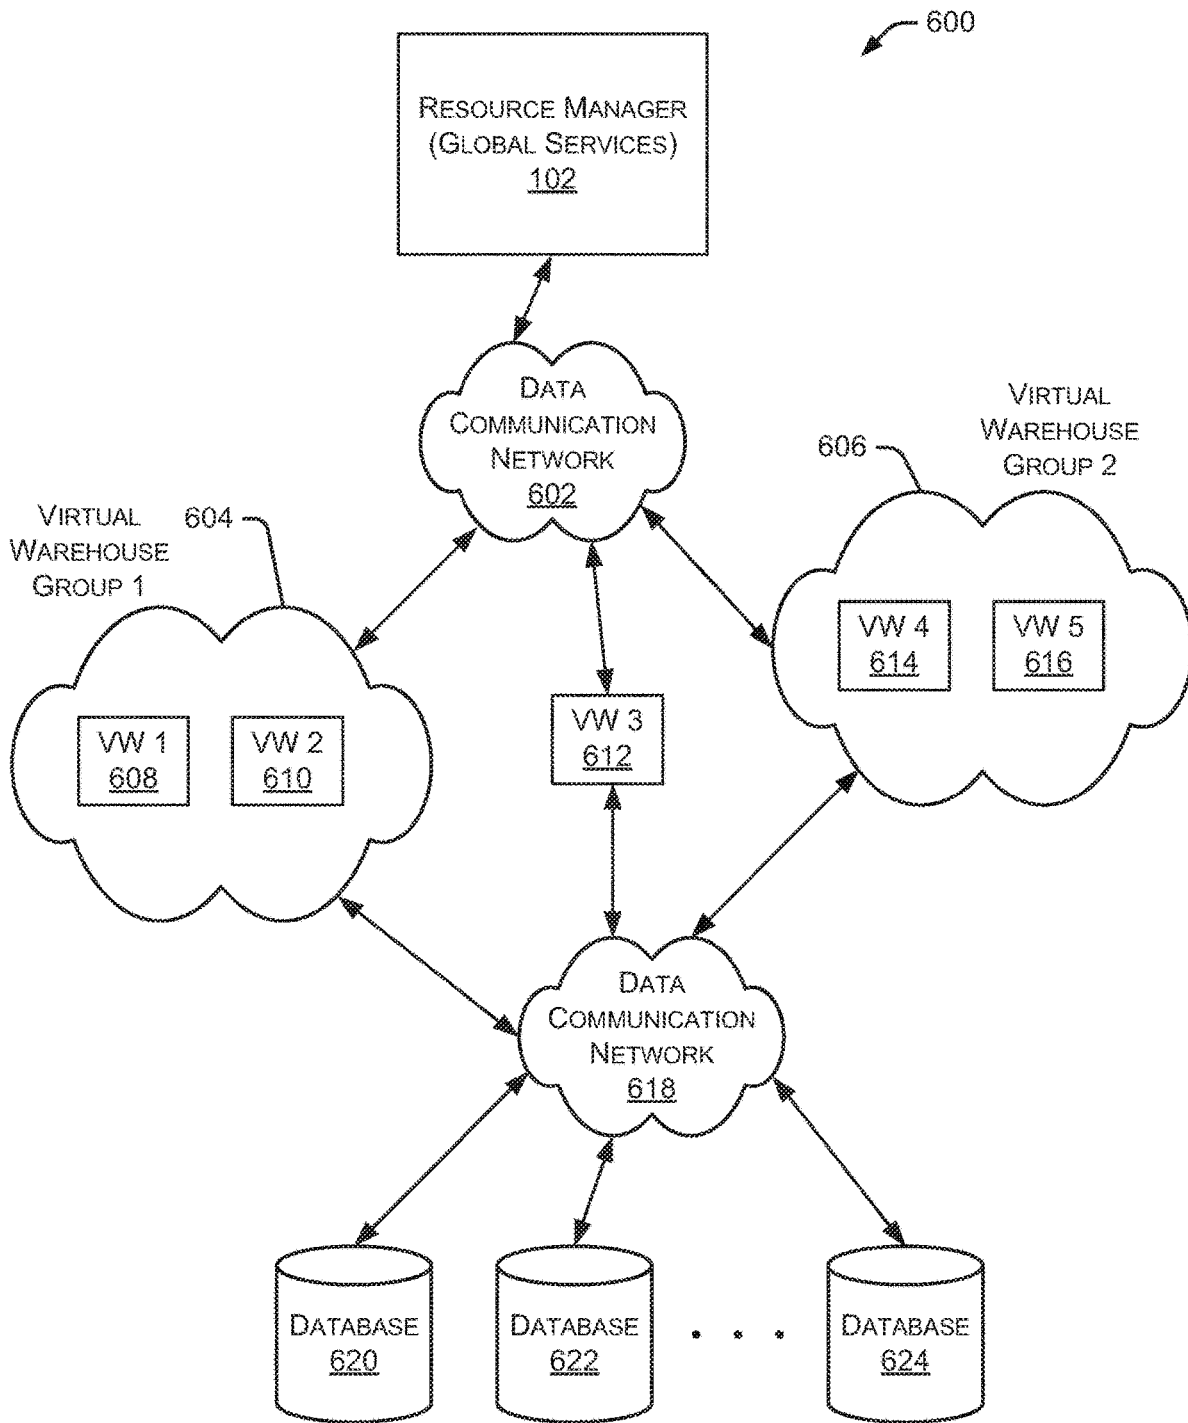 600
RESOURCE MANAGER
(GLOBAL SERVICES)
102
DATA
COMMUNICATION
NETWORK
602
VIRTUAL
WAREHOUSE
GROUP 2
606
VIRTUAL
WAREHOUSE
GROUP 1
604
VW 4
614
VW 5
616
VW 1
608
VW 2
610
VW 3
612
DATA
COMMUNICATION
NETWORK
618
DATABASE
620
DATABASE
622
. . .
DATABASE
624